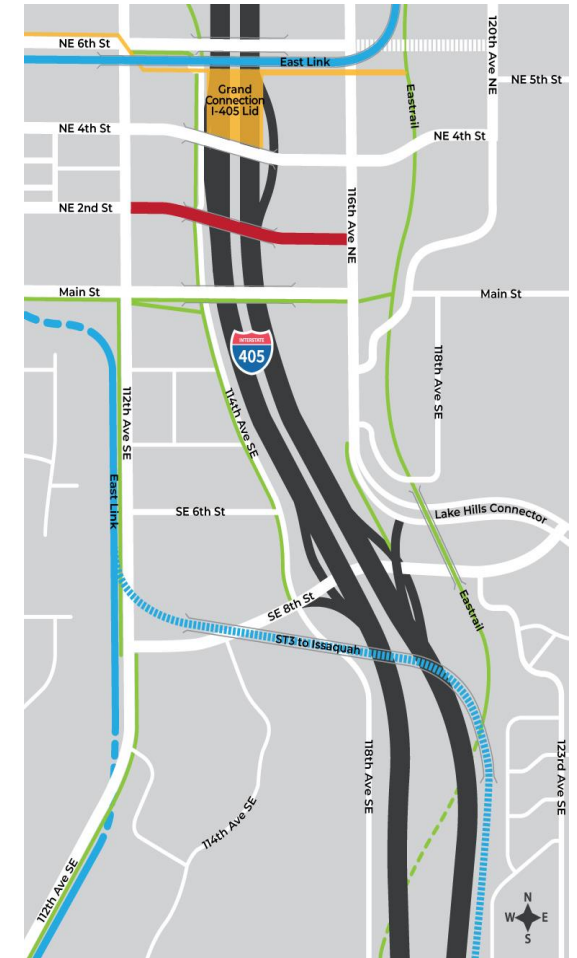 120th Ave NE
NE 6th St
East Link
NE 5th St
Grand
Connection
I-405 Lid
Eastrail
NE 4th St
NE 4th St
NE 2nd St
116th Ave NE
Main St
Main St
INTERSTATE
405
118th Ave SE
112th Ave SE
114th Ave SE
East Link
SE 6th St
Lake Hills Connector
SE 8th St
Eastrail
ST3 to Issaquah
118th Ave SE
123rd Ave SE
114th Ave SE
112th Ave SE
N
W
E
S